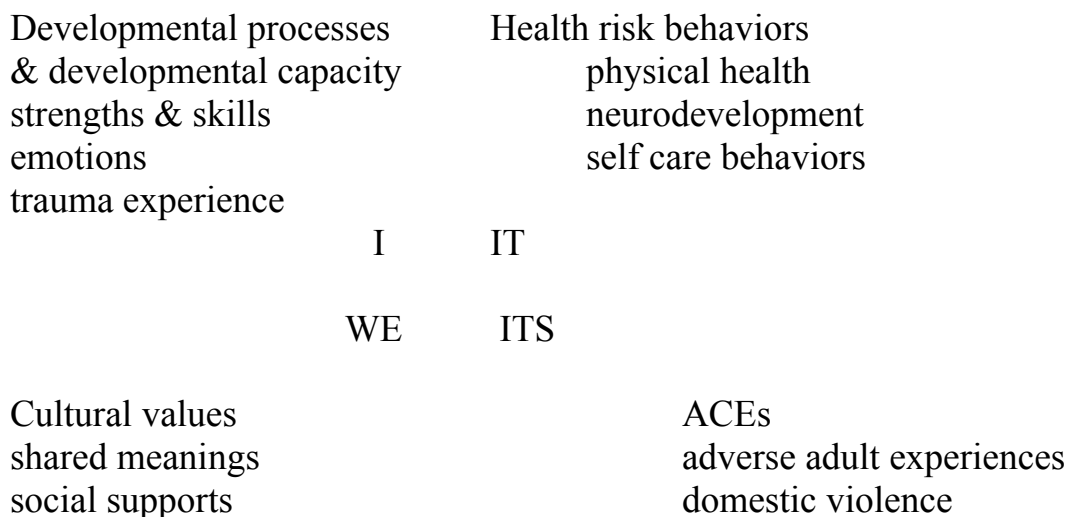 Developmental processes Health risk behaviors
& developmental capacity physical health
strengths & skills neurodevelopment
emotions self care behaviors
trauma experience
I IT
WE ITS
Cultural values ACEs
shared meanings adverse adult experiences
social supports domestic violence